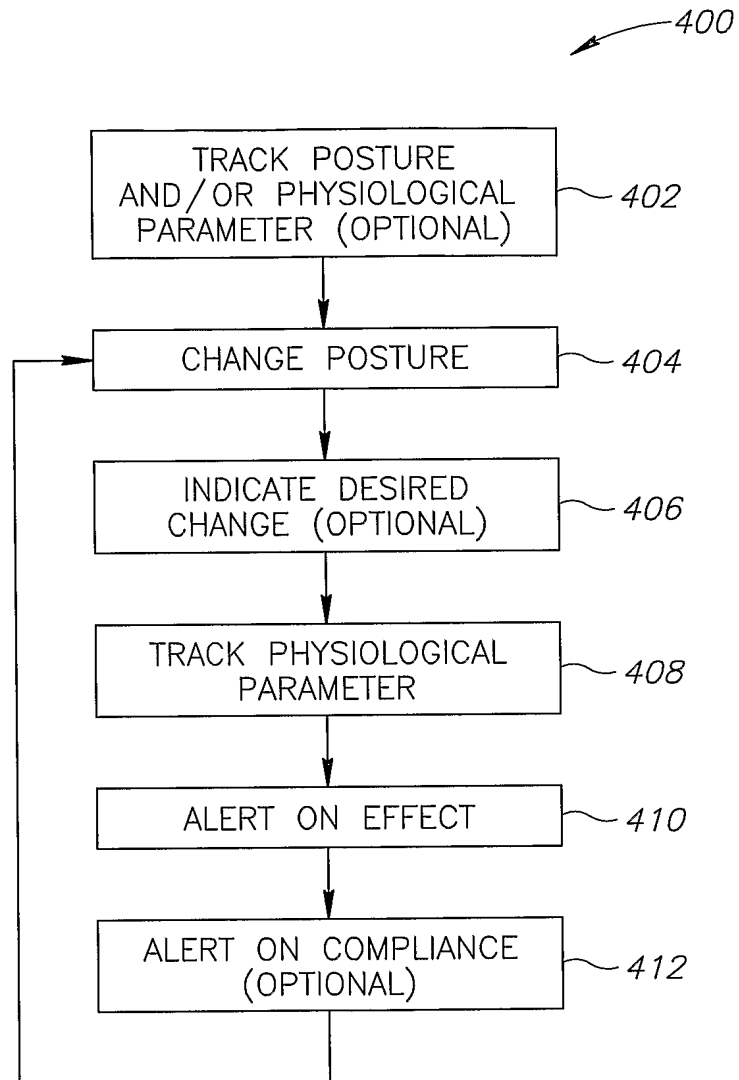 400
TRACK POSTURE
AND/OR PHYSIOLOGICAL
PARAMETER (OPTIONAL)
402
CHANGE POSTURE
404
INDICATE DESIRED
CHANGE (OPTIONAL)
406
TRACK PHYSIOLOGICAL
PARAMETER
408
ALERT ON EFFECT
410
ALERT ON COMPLIANCE
(OPTIONAL)
412